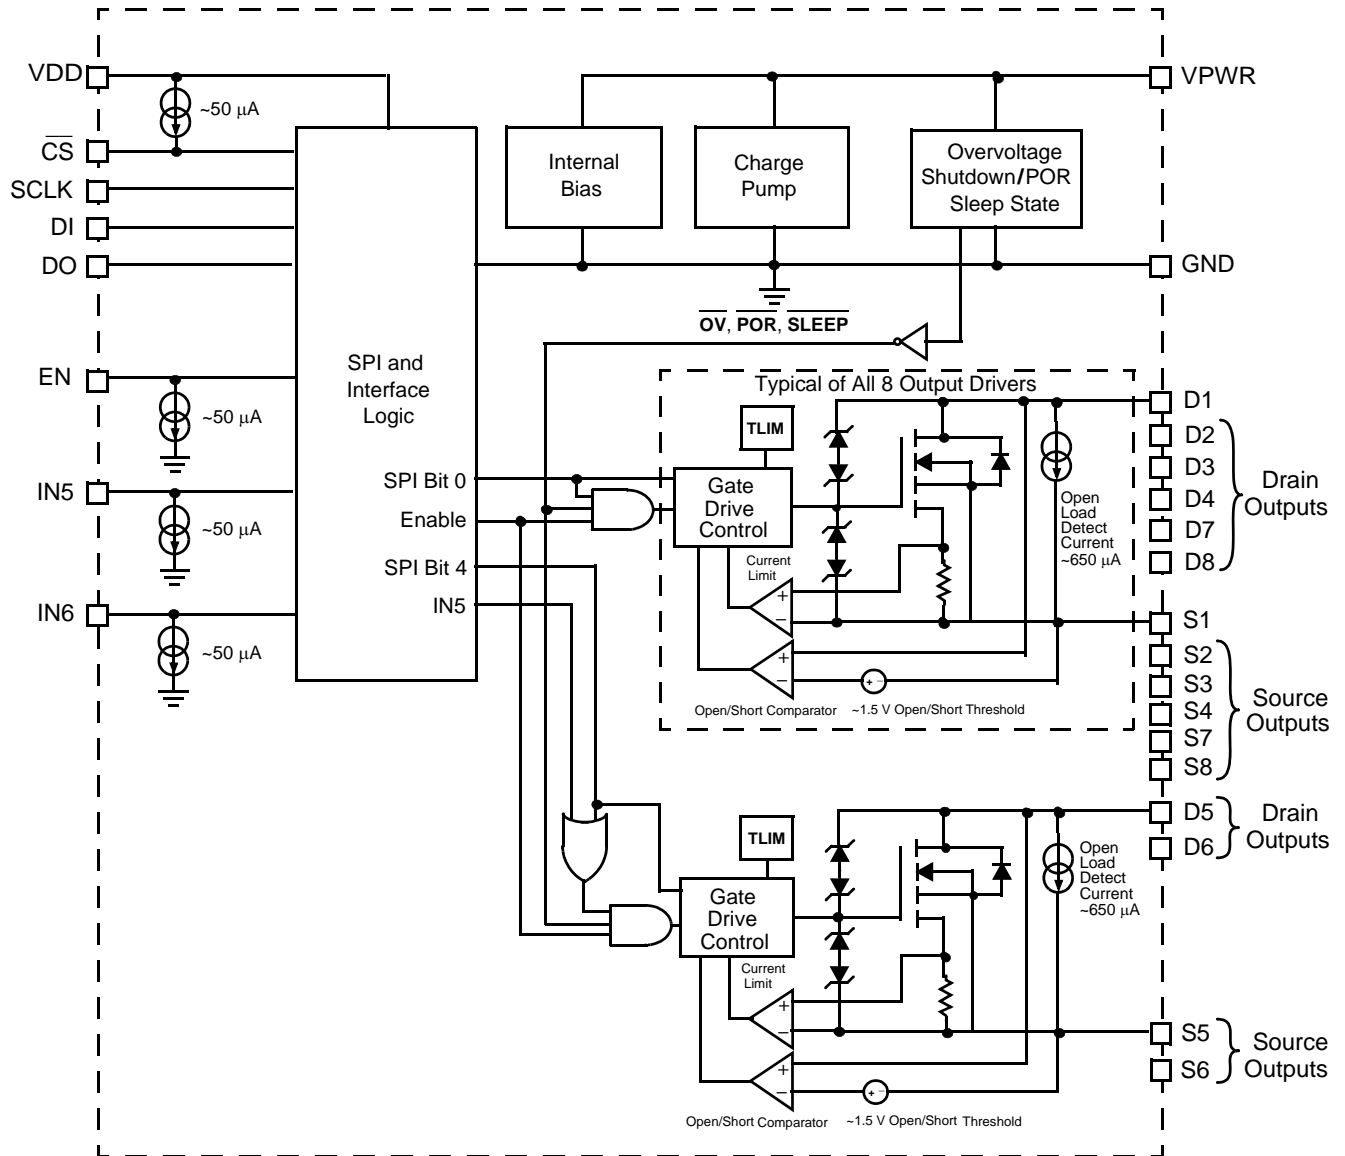 VDD
~50 µA
CS
SCLK
DI
DO
EN
~50 µA
IN5
~50 µA
IN6
~50 µA
SPI and
Interface
Logic
SPI Bit 0
Enable
SPI Bit 4
IN5
Internal
Bias
Charge
Pump
Overvoltage
Shutdown/POR
Sleep State
VPWR
GND
OV, POR, SLEEP
Typical of All 8 Output Drivers
TLIM
Gate
Drive
Control
Current
Limit
+
–
+
–
+ –
Open
Load
Detect
Current
~650 µA
Open/Short Comparator
~1.5 V Open/Short Threshold
D1
D2
D3
D4
D7
D8
Drain
Outputs
S1
S2
S3
S4
S7
S8
Source
Outputs
TLIM
Gate
Drive
Control
Current
Limit
+
–
+
–
+ –
Open
Load
Detect
Current
~650 µA
Open/Short Comparator
~1.5 V Open/Short Threshold
D5
D6
Drain
Outputs
S5
S6
Source
Outputs